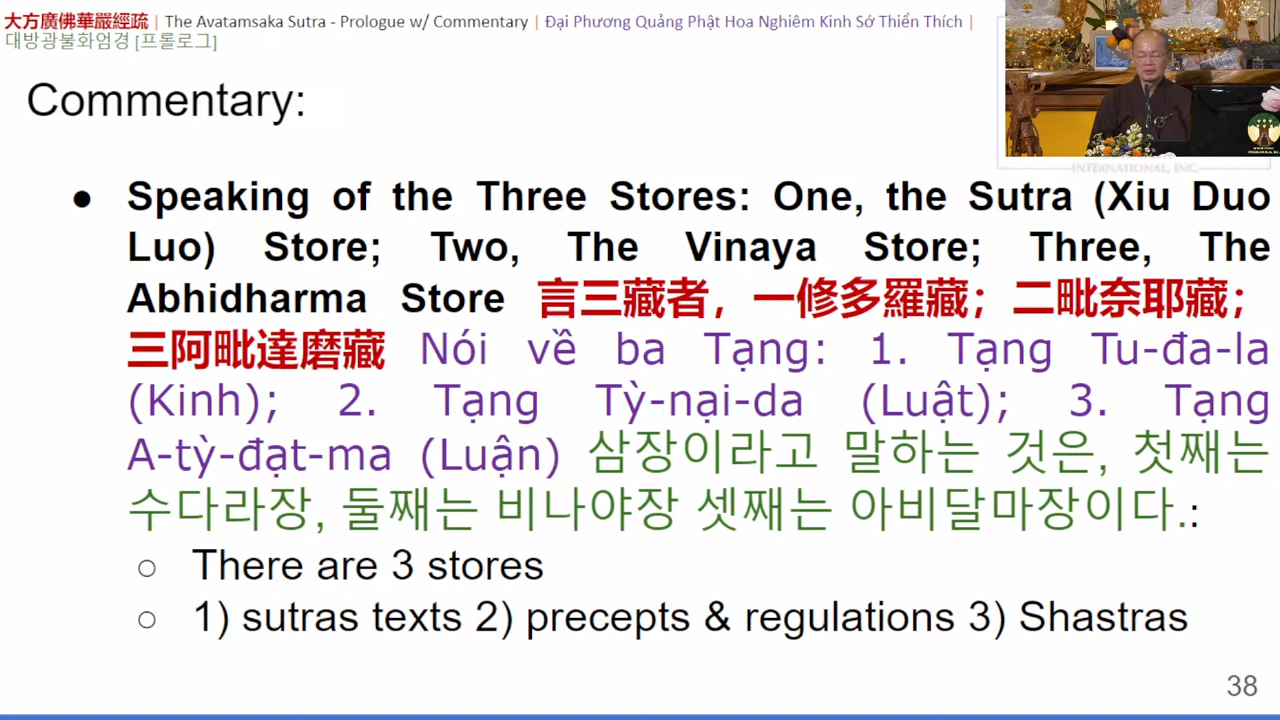 大方廣佛華嚴經疏 | The Avatamsaka Sutra - Prologue w/ Commentary | Đại Phương Quảng Phật Hoa Nghiêm Kinh Sớ Thiển Thích |
대방광불화엄경 [프롤로그]
Commentary:
INTERNATIONAL, INC.
● Speaking of the Three Stores: One, the Sutra (Xiu Duo
Luo) Store; Two, The Vinaya Store; Three, The
Abhidharma Store 言三藏者，一修多羅藏；二毗奈耶藏；
三阿毗達磨藏 Nói về ba Tạng: 1. Tạng Tu-đa-la
(Kinh); 2. Tạng Tỳ-nại-da (Luật); 3. Tạng
A-tỳ-đạt-ma (Luận) 삼장이라고 말하는 것은, 첫째는
수다라장, 둘째는 비나야장 셋째는 아비달마장이다.:
○ There are 3 stores
○ 1) sutras texts 2) precepts & regulations 3) Shastras
38